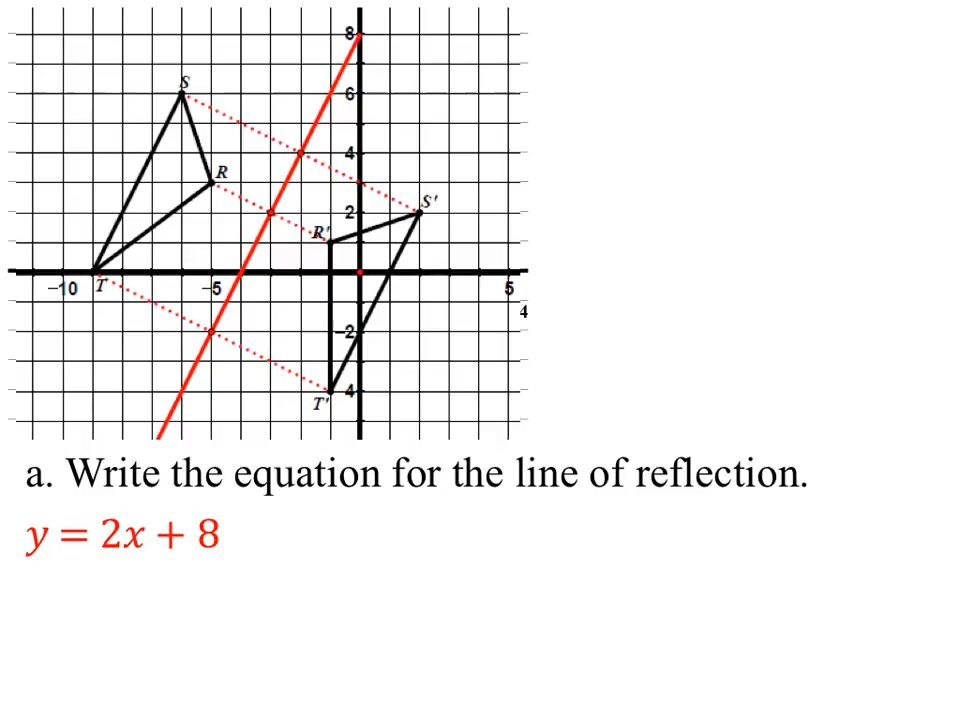 8
S
6
4
R
S'
2
R'
−10
T
−5
5
4
−2
4
T'
a. Write the equation for the line of reflection.
y = 2x + 8